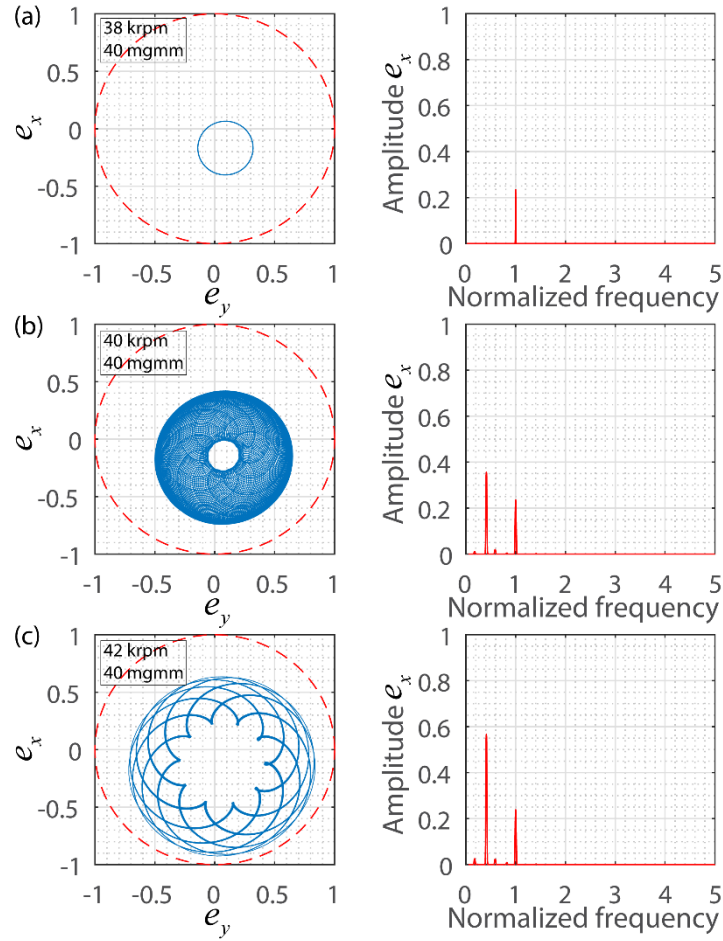 (a)
38 krpm
40 mgmm
1
0.5
0
-0.5
-1
e_x
-1 -0.5 0 0.5 1
e_y
1
0.8
0.6
0.4
0.2
0
Amplitude e_x
0 1 2 3 4 5
Normalized frequency
(b)
40 krpm
40 mgmm
1
0.5
0
-0.5
-1
e_x
-1 -0.5 0 0.5 1
e_y
1
0.8
0.6
0.4
0.2
0
Amplitude e_x
0 1 2 3 4 5
Normalized frequency
(c)
42 krpm
40 mgmm
1
0.5
0
-0.5
-1
e_x
-1 -0.5 0 0.5 1
e_y
1
0.8
0.6
0.4
0.2
0
Amplitude e_x
0 1 2 3 4 5
Normalized frequency